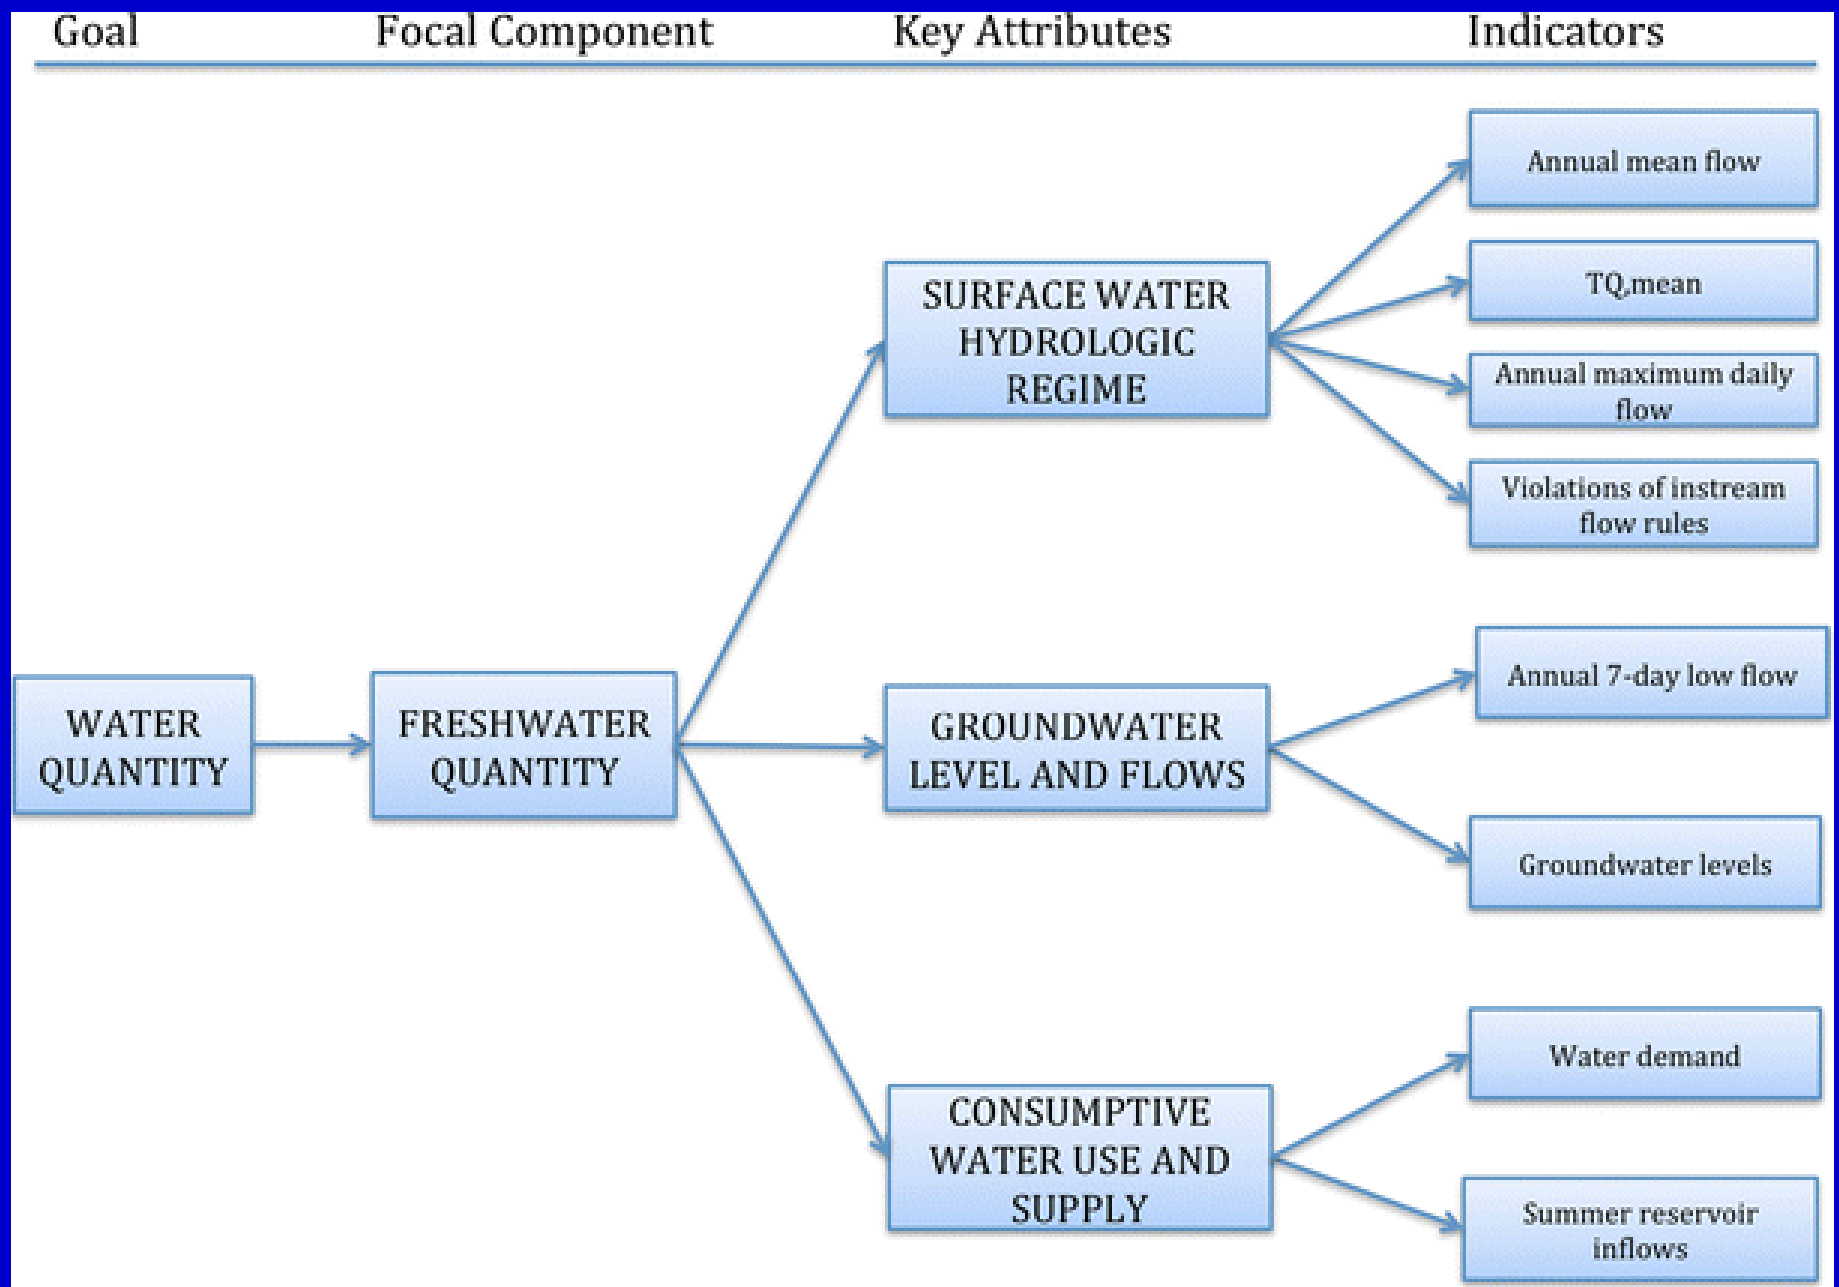 Goal Focal Component Key Attributes Indicators
Annual mean flow
TQ,mean
Annual maximum daily
flow
Violations of instream
flow rules
SURFACE WATER
HYDROLOGIC
REGIME
Annual 7-day low flow
Groundwater levels
WATER
QUANTITY
FRESHWATER
QUANTITY
GROUNDWATER
LEVEL AND FLOWS
Water demand
Summer reservoir
inflows
CONSUMPTIVE
WATER USE AND
SUPPLY